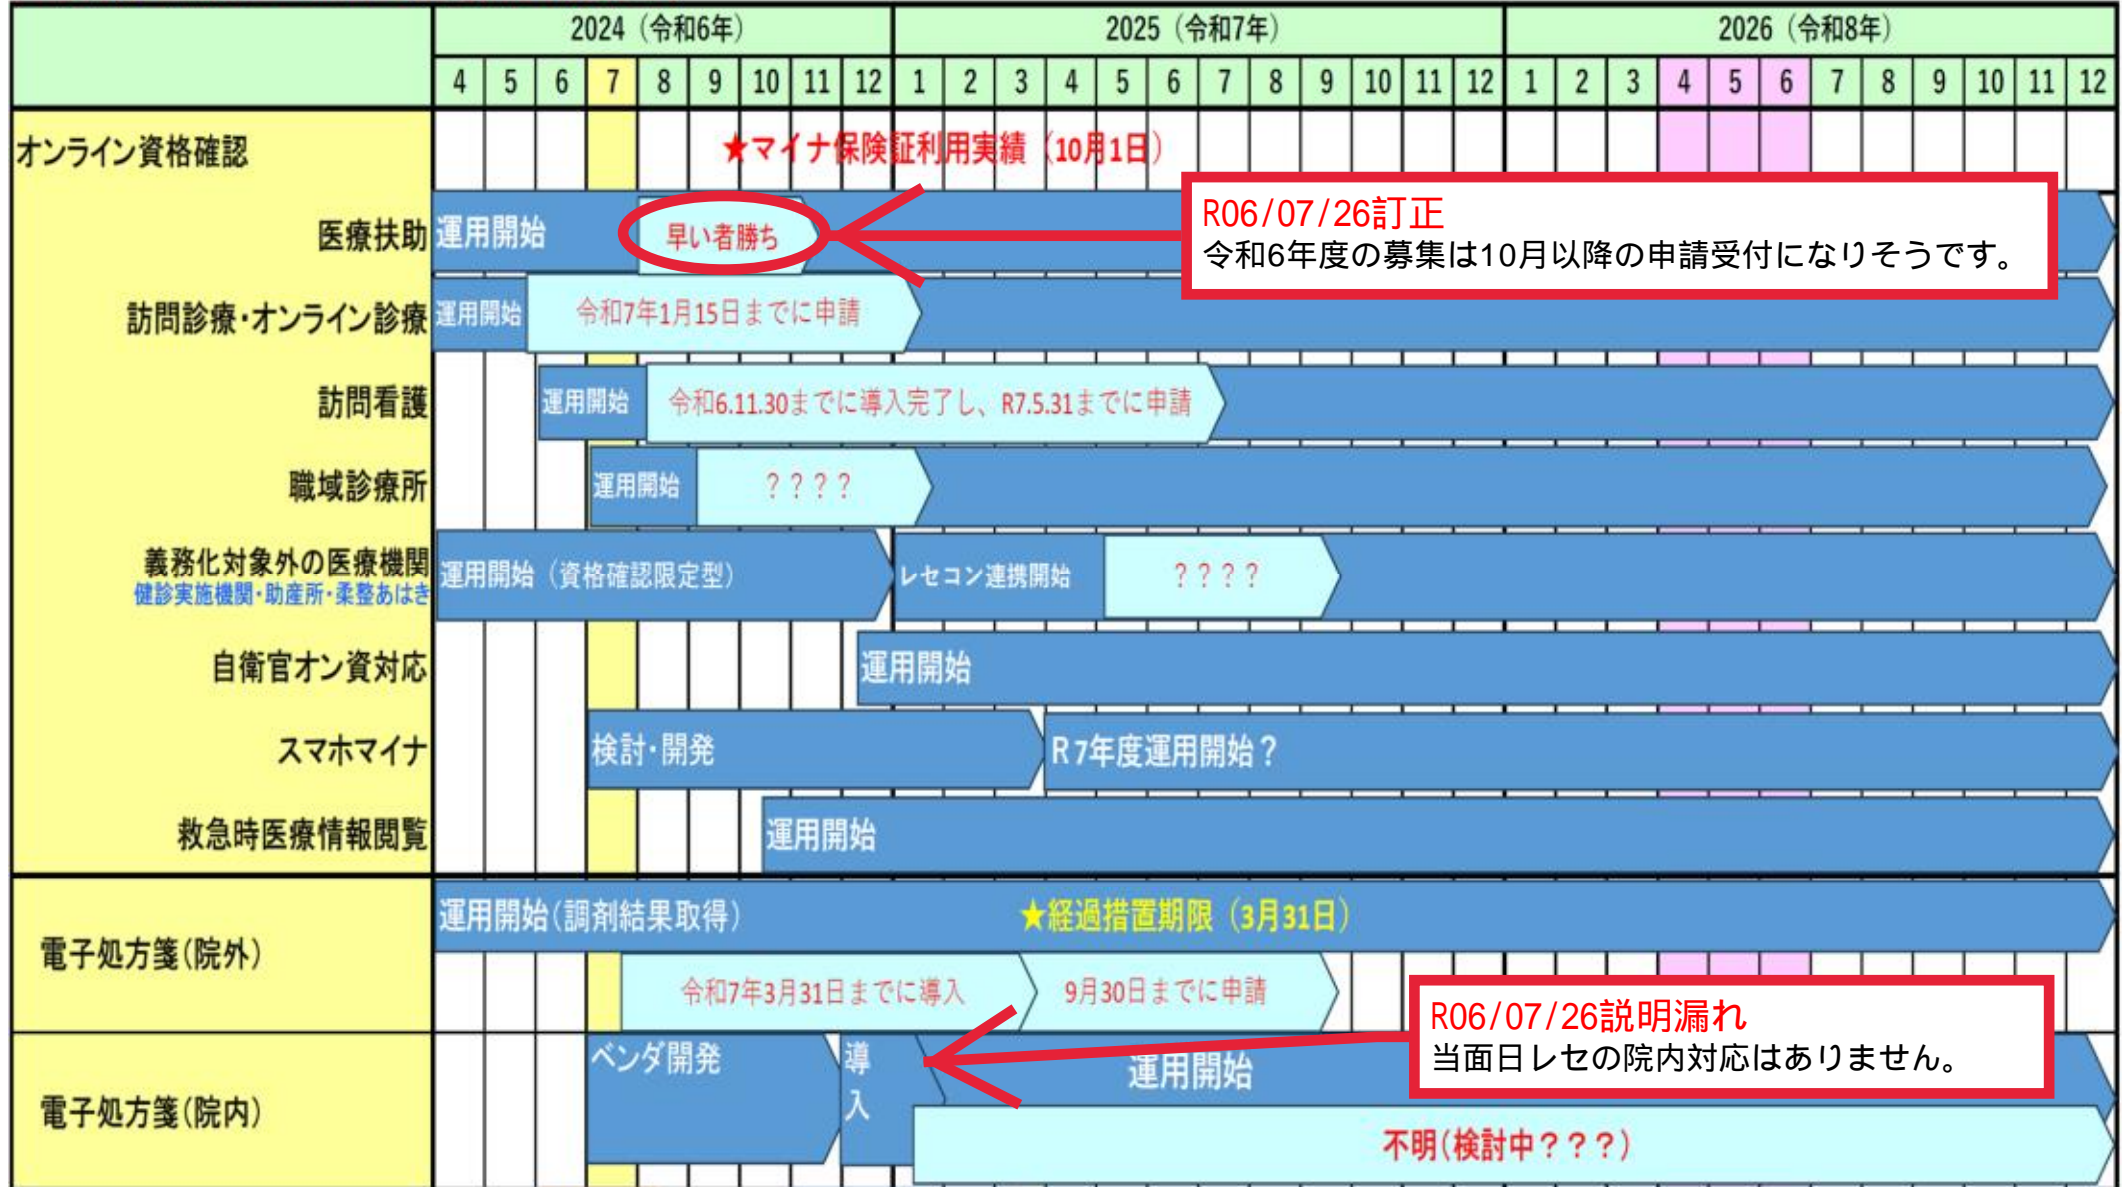 2024（令和6年）
2025（令和7年）
2026（令和8年）
4 5 6 7 8 9 10 11 12 1 2 3 4 5 6 7 8 9 10 11 12 1 2 3 4 5 6 7 8 9 10 11 12
オンライン資格確認
★マイナ保険証利用実績（10月1日）
医療扶助
運用開始
早い者勝ち
R06/07/26訂正
令和6年度の募集は10月以降の申請受付になりそうです。
訪問診療・オンライン診療
運用開始
令和7年1月15日までに申請
訪問看護
運用開始
令和6.11.30までに導入完了し、R7.5.31までに申請
職域診療所
運用開始
？？？？
義務化対象外の医療機関
健診実施機関・助産所・柔整あはき
運用開始（資格確認限定型）
レセコン連携開始
？？？？
自衛官オン資対応
運用開始
スマホマイナ
検討・開発
R7年度運用開始？
救急時医療情報閲覧
運用開始
電子処方箋(院外)
運用開始(調剤結果取得)
★経過措置期限（3月31日）
令和7年3月31日までに導入
9月30日までに申請
R06/07/26説明漏れ
当面日レセの院内対応はありません。
電子処方箋(院内)
ベンダ開発
導
入
運用開始
不明(検討中？？？)